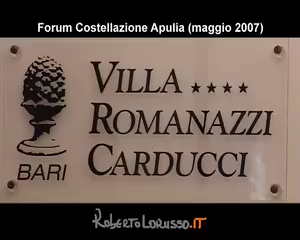 Forum Costellazione Apulia (maggio 2007)
VILLA ★★★★
ROMANAZZI
CARDUCCI
BARI
ROBERTOLORUSSO.IT